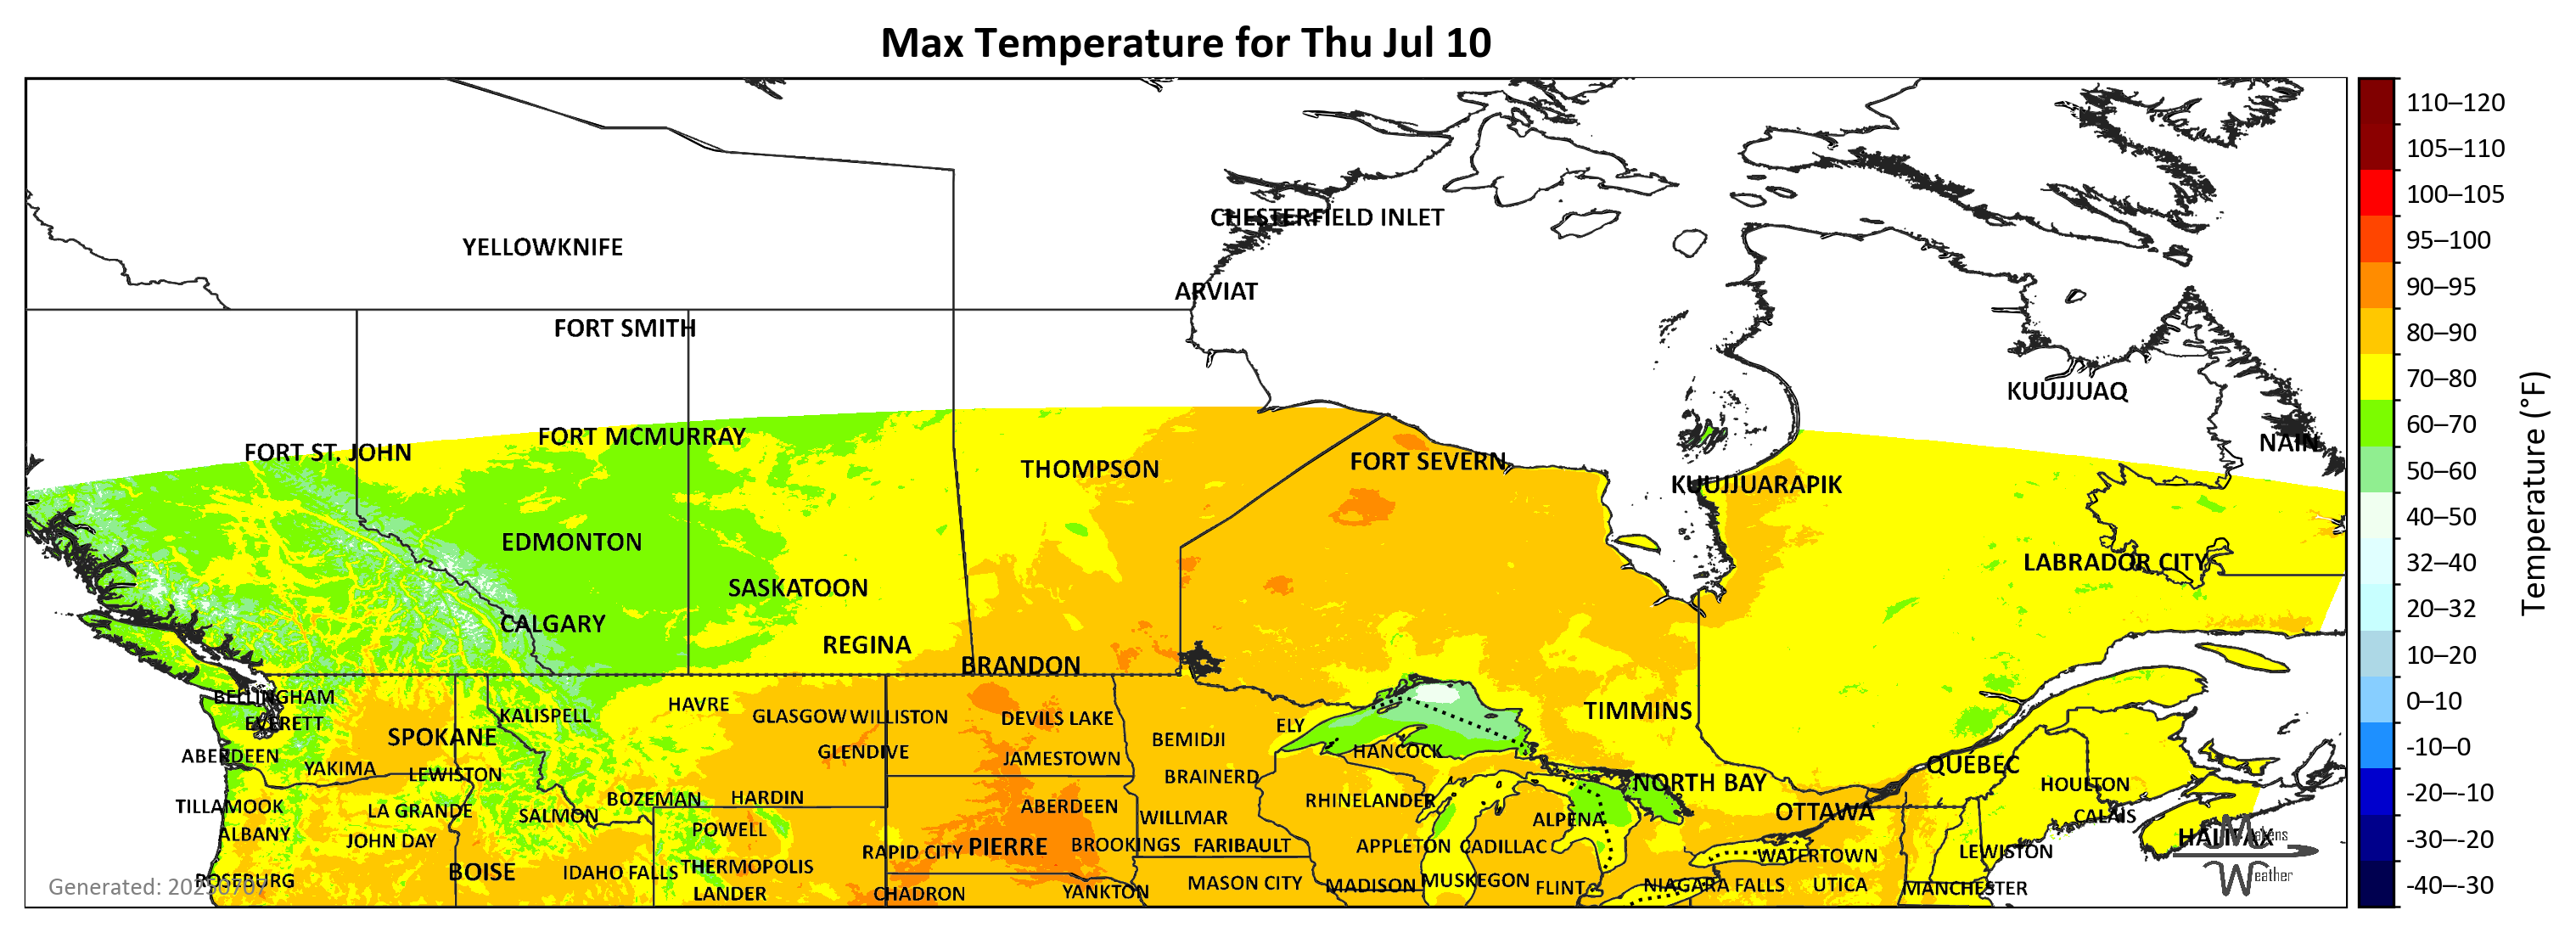 Max Temperature for Thu Jul 10
110–120
105–110
CHESTERFIELD INLET
100–105
YELLOWKNIFE
95–100
ARVIAT
90–95
FORT SMITH
80–90
KUUJJUAQ
70–80
FORT ST. JOHN
FORT MCMURRAY
NAIN
60–70
THOMPSON
FORT SEVERN
50–60
KUUJJUARAPIK
40–50
EDMONTON
LABRADOR CITY
32–40
SASKATOON
20–32
CALGARY
REGINA
10–20
BRANDON
BELLINGHAM
HAVRE
0–10
EVERETT
KALISPELL
GLASGOW
WILLISTON
DEVILS LAKE
ELY
TIMMINS
-10–0
SPOKANE
BEMIDJI
ABERDEEN
GLENDIVE
JAMESTOWN
HANCOCK
QUÉBEC
YAKIMA
LEWISTON
BRAINERD
NORTH BAY
HOULTON
-20–-10
TILLAMOOK
LA GRANDE
BOZEMAN
HARDIN
ABERDEEN
RHINELANDER
OTTAWA
SALMON
WILLMAR
ALPENA
CALAIS
ALBANY
JOHN DAY
POWELL
PIERRE
BROOKINGS
FARIBAULT
APPLETON
CADILLAC
HALIFAX
Makens
-30–-20
RAPID CITY
WATERTOWN
LEWISTON
BOISE
IDAHO FALLS
THERMOPOLIS
Weather
ROSEBURG
Generated: 20250707
LANDER
CHADRON
YANKTON
MASON CITY
MADISON
MUSKEGON
FLINT
NIAGARA FALLS
UTICA
MANCHESTER
-40–-30
Temperature (°F)